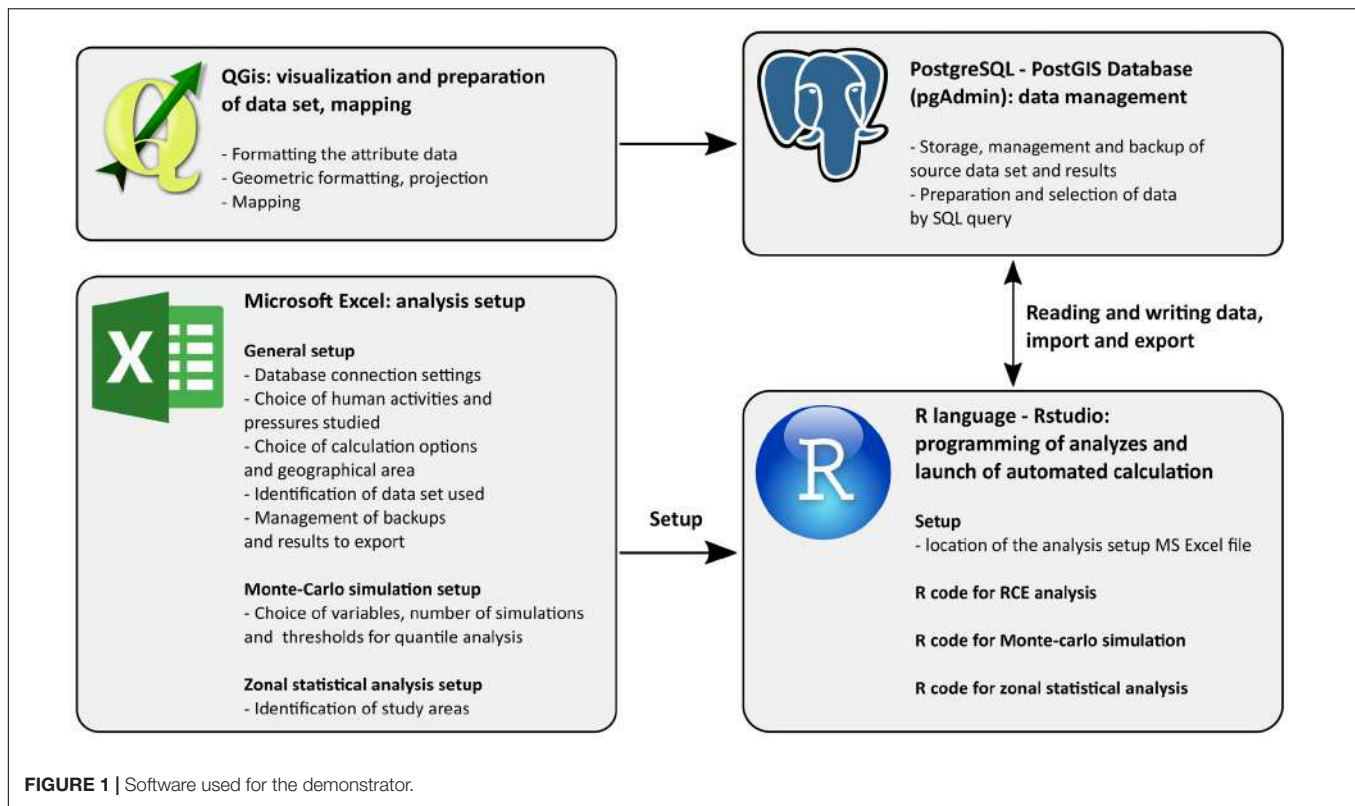 QGis: visualization and preparation
of data set, mapping
- Formatting the attribute data
- Geometric formatting, projection
- Mapping
PostgreSQL - PostGIS Database
(pgAdmin): data management
- Storage, management and backup of
source data set and results
- Preparation and selection of data
by SQL query
Microsoft Excel: analysis setup
General setup
- Database connection settings
- Choice of human activities and
pressures studied
- Choice of calculation options
and geographical area
- Identification of data set used
- Management of backups
and results to export
Monte-Carlo simulation setup
- Choice of variables, number of simulations
and thresholds for quantile analysis
Zonal statistical analysis setup
- Identification of study areas
X
Setup
Reading and writing data,
import and export
R
R language - Rstudio:
programming of analyzes and
launch of automated calculation
Setup
- location of the analysis setup MS Excel file
R code for RCE analysis
R code for Monte-carlo simulation
R code for zonal statistical analysis
FIGURE 1 | Software used for the demonstrator.